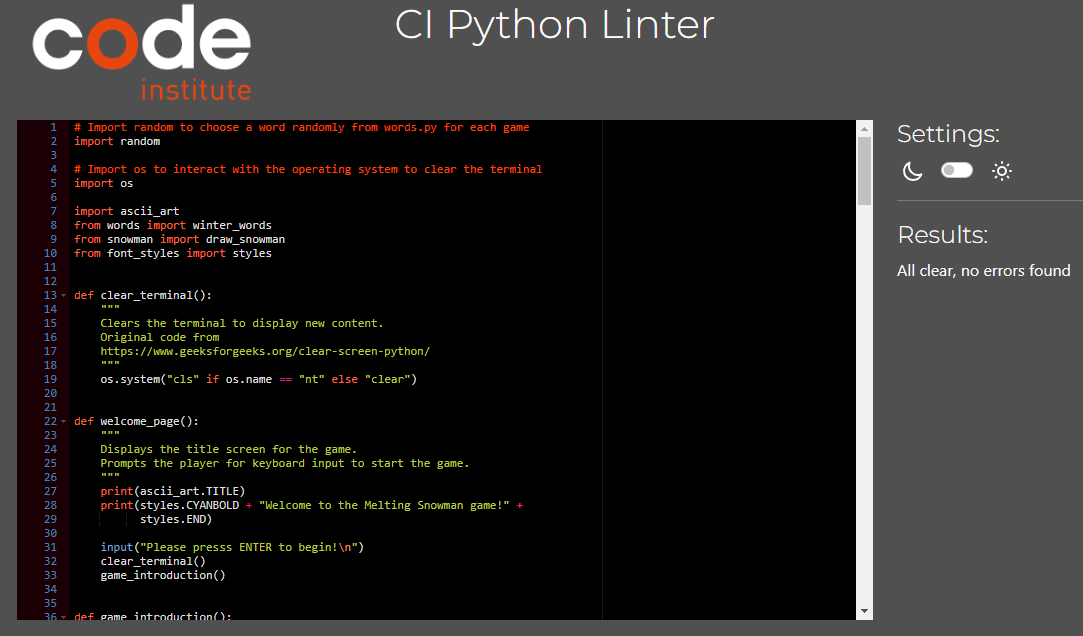 code
institute
CI Python Linter
1 # Import random to choose a word randomly from words.py for each game
2 import random
3
4 # Import os to interact with the operating system to clear the terminal
5 import os
6
7 import ascii_art
8 from words import winter_words
9 from snowman import draw_snowman
10 from font_styles import styles
11
12
13 def clear_terminal():
14 """
15 Clears the terminal to display new content.
16 Original code from
17 https://www.geeksforgeeks.org/clear-screen-python/
18 """
19 os.system("cls" if os.name == "nt" else "clear")
20
21
22 def welcome_page():
23 """
24 Displays the title screen for the game.
25 Prompts the player for keyboard input to start the game.
26 """
27 print(ascii_art.TITLE)
28 print(styles.CYANBOLD + "Welcome to the Melting Snowman game!" +
29 styles.END)
30
31 input("Please presss ENTER to begin!\n")
32 clear_terminal()
33 game_introduction()
34
35
36 def game_introduction():
Settings:
Results:
All clear, no errors found